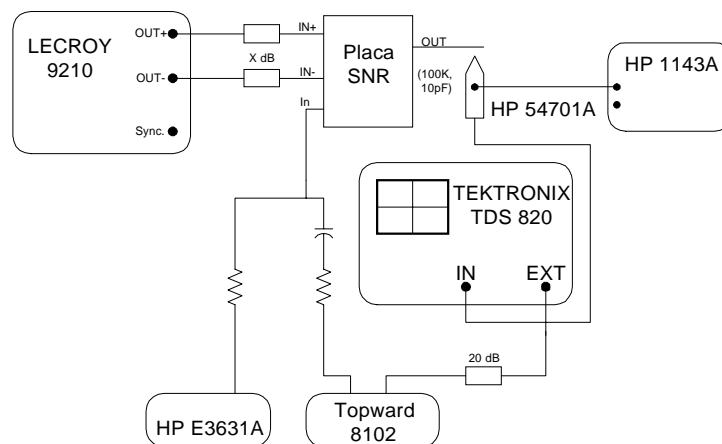 LECROY
9210
OUT+
OUT-
Sync.
X dB
IN+
IN-
In
Placa
SNR
OUT
(100K,
10pF)
HP 54701A
HP 1143A
TEKTRONIX
TDS 820
IN
EXT
20 dB
HP E3631A
Topward
8102